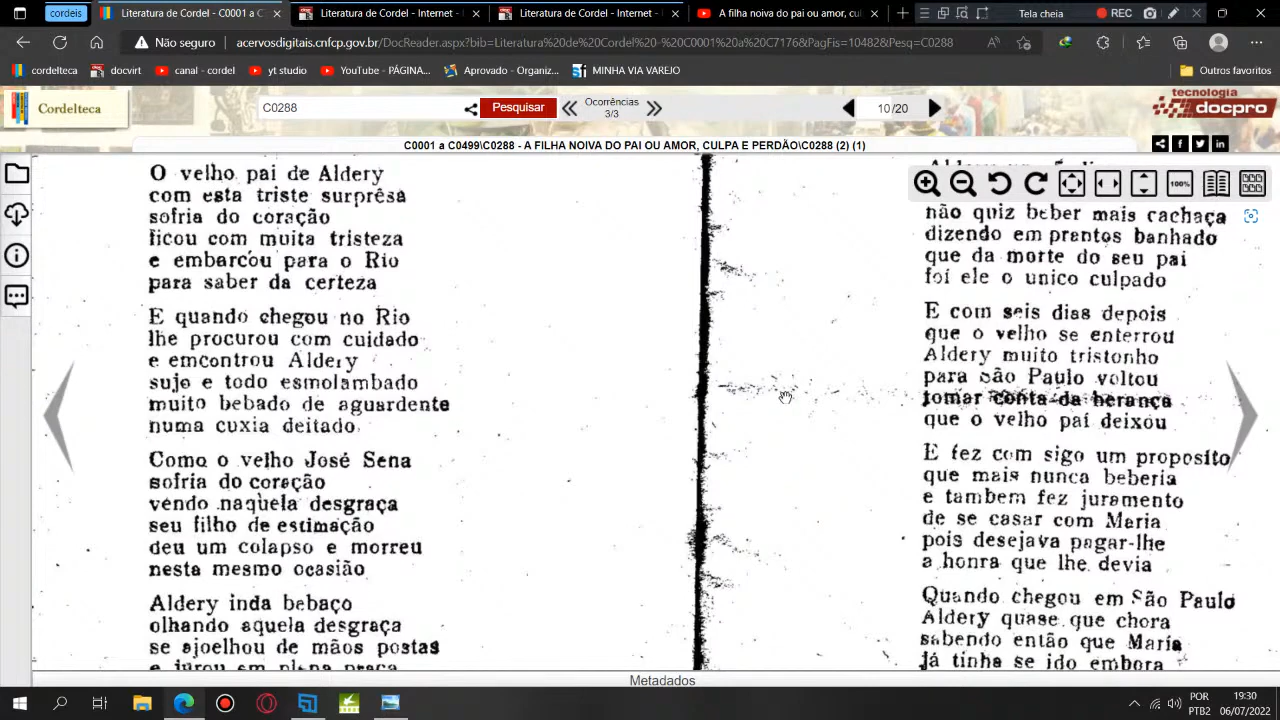 cordeis
Literatura de Cordel - C0001 a C
Literatura de Cordel - Internet -
Literatura de Cordel - Internet -
A filha noiva do pai ou amor, cul
Tela cheia
REC
Não seguro
acervosdigitais.cnfcp.gov.br/DocReader.aspx?bib=Literatura%20de%20Cordel%20-%20C0001%20a%20C7176&PagFis=10482&Pesq=C0288
cordelteca
docvirt
canal - cordel
yt studio
YouTube - PÁGINA...
Aprovado - Organiz...
MINHA VIA VAREJO
Outros favoritos
Cordelteca
C0288
Pesquisar
Ocorrências
3/3
10/20
tecnologia
docpro
C0001 a C0499\C0288 - A FILHA NOIVA DO PAI OU AMOR, CULPA E PERDÃO\C0288 (2) (1)
100%
O velho pai de Aldery
com esta triste surprêsa
sofria do coração
ficou com muita tristeza
e embarcou para o Rio
para saber da certeza
E quando chegou no Rio
lhe procurou com cuidado
e emcontrou Aldery
sujo e todo esmolambado
muito bebado de aguardente
numa cuxia deitado
Como o velho José Sena
sofria do coração
vendo naquela desgraça
seu filho de estimação
deu um colapso e morreu
nesta mesmo ocasião
Aldery inda bebaço
olhando aquela desgraça
se ajoelhou de mãos postas
e jurou em plena praça
não quiz beber mais cachaça
dizendo em prantos banhado
que da morte do seu pai
foi ele o unico culpado
E com seis dias depois
que o velho se enterrou
Aldery muito tristonho
para São Paulo voltou
tomar conta da herança
que o velho pai deixou
E fez com sigo um proposito
que mais nunca beberia
e tambem fez juramento
de se casar com Maria
pois desejava pagar-lhe
a honra que lhe devia
Quando chegou em São Paulo
Aldery quase que chora
sabendo então que Maria
já tinha se ido embora
Metadados
POR
PTB2
19:30
06/07/2022